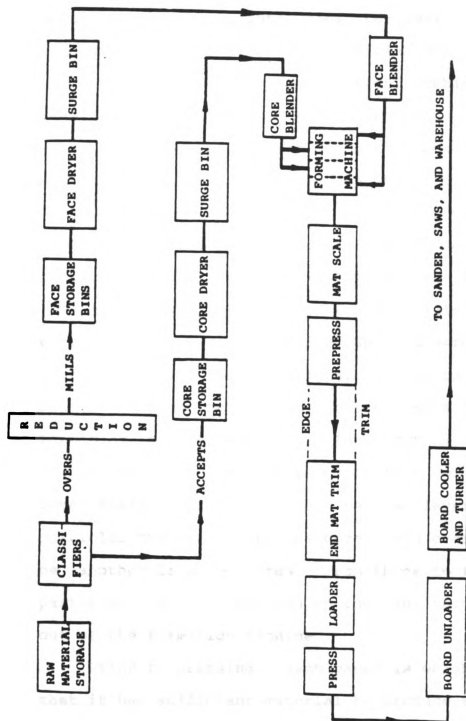 RAW
MATERIAL
STORAGE
CLASSI-
FIERS
OVERS
REDUCTION
MILLS
FACE
STORAGE
BINS
FACE DRYER
SURGE BIN
ACCEPTS
CORE
STORAGE
BIN
CORE DRYER
SURGE BIN
CORE
BLENDER
FACE
BLENDER
FORMING
MACHINE
MAT SCALE
PREPRESS
EDGE
TRIM
END MAT TRIM
LOADER
PRESS
BOARD UNLOADER
BOARD COOLER
AND TURNER
TO SANDER, SAWS, AND WAREHOUSE